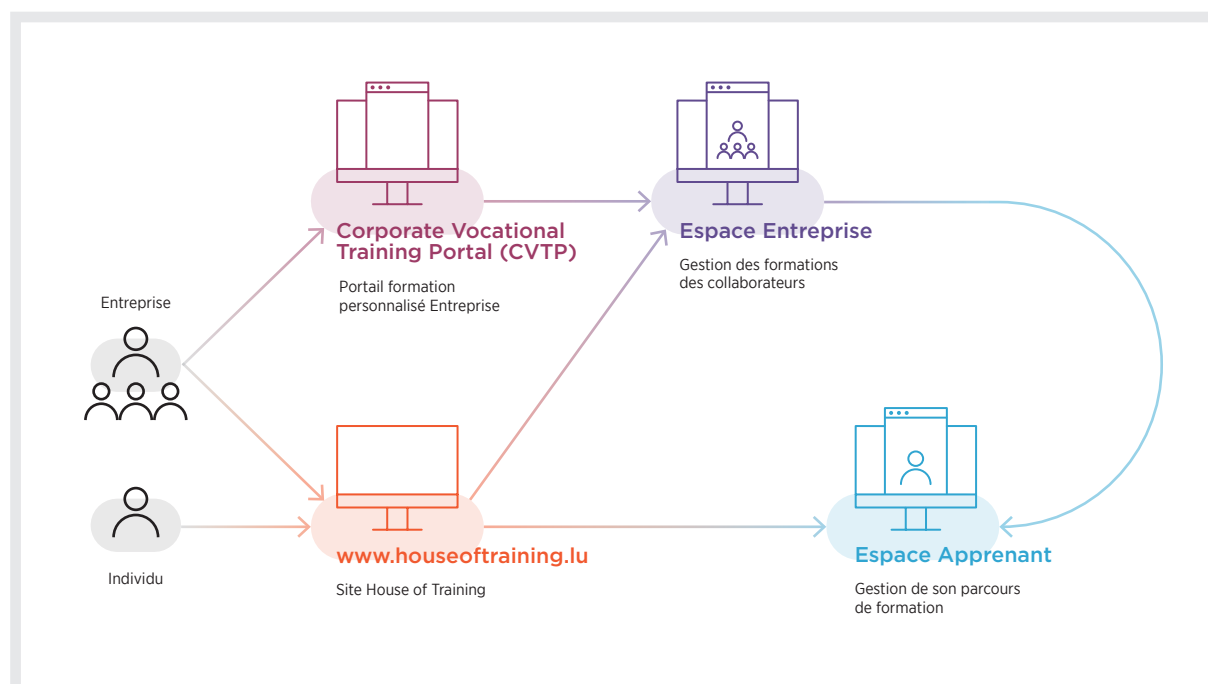 Corporate Vocational
Training Portal (CVTP)
Portail formation
personnalisé Entreprise
Espace Entreprise
Gestion des formations
des collaborateurs
Entreprise
Individu
www.houseoftraining.lu
Site House of Training
Espace Apprenant
Gestion de son parcours
de formation